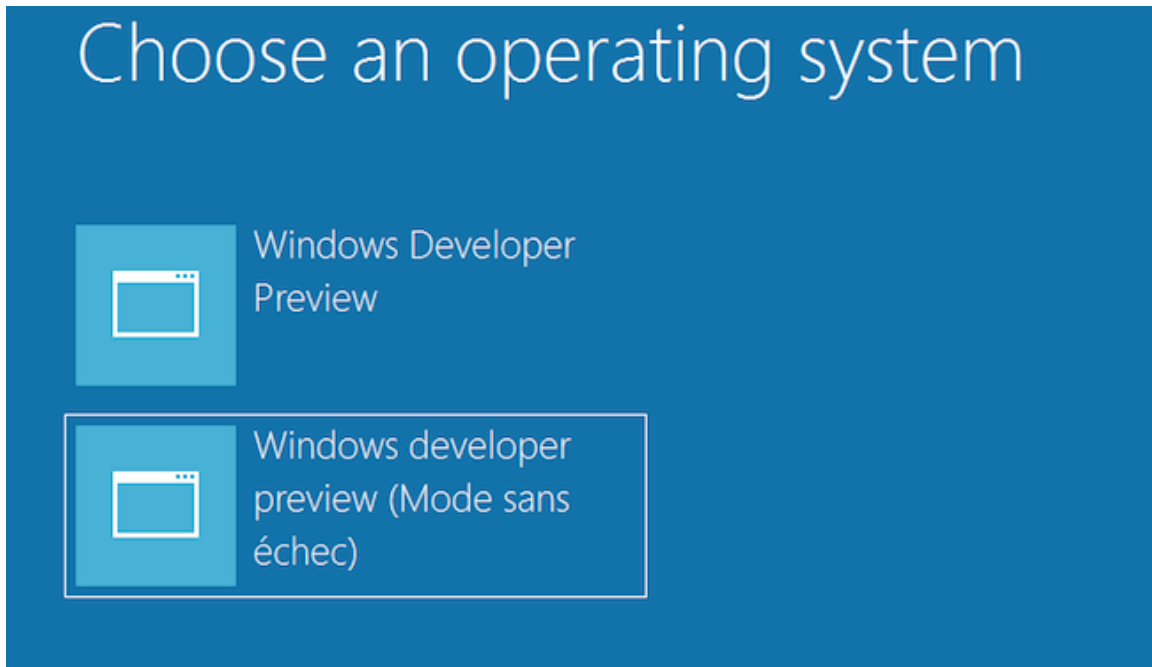 Choose an operating system
Windows Developer
Preview
Windows developer
preview (Mode sans
échec)